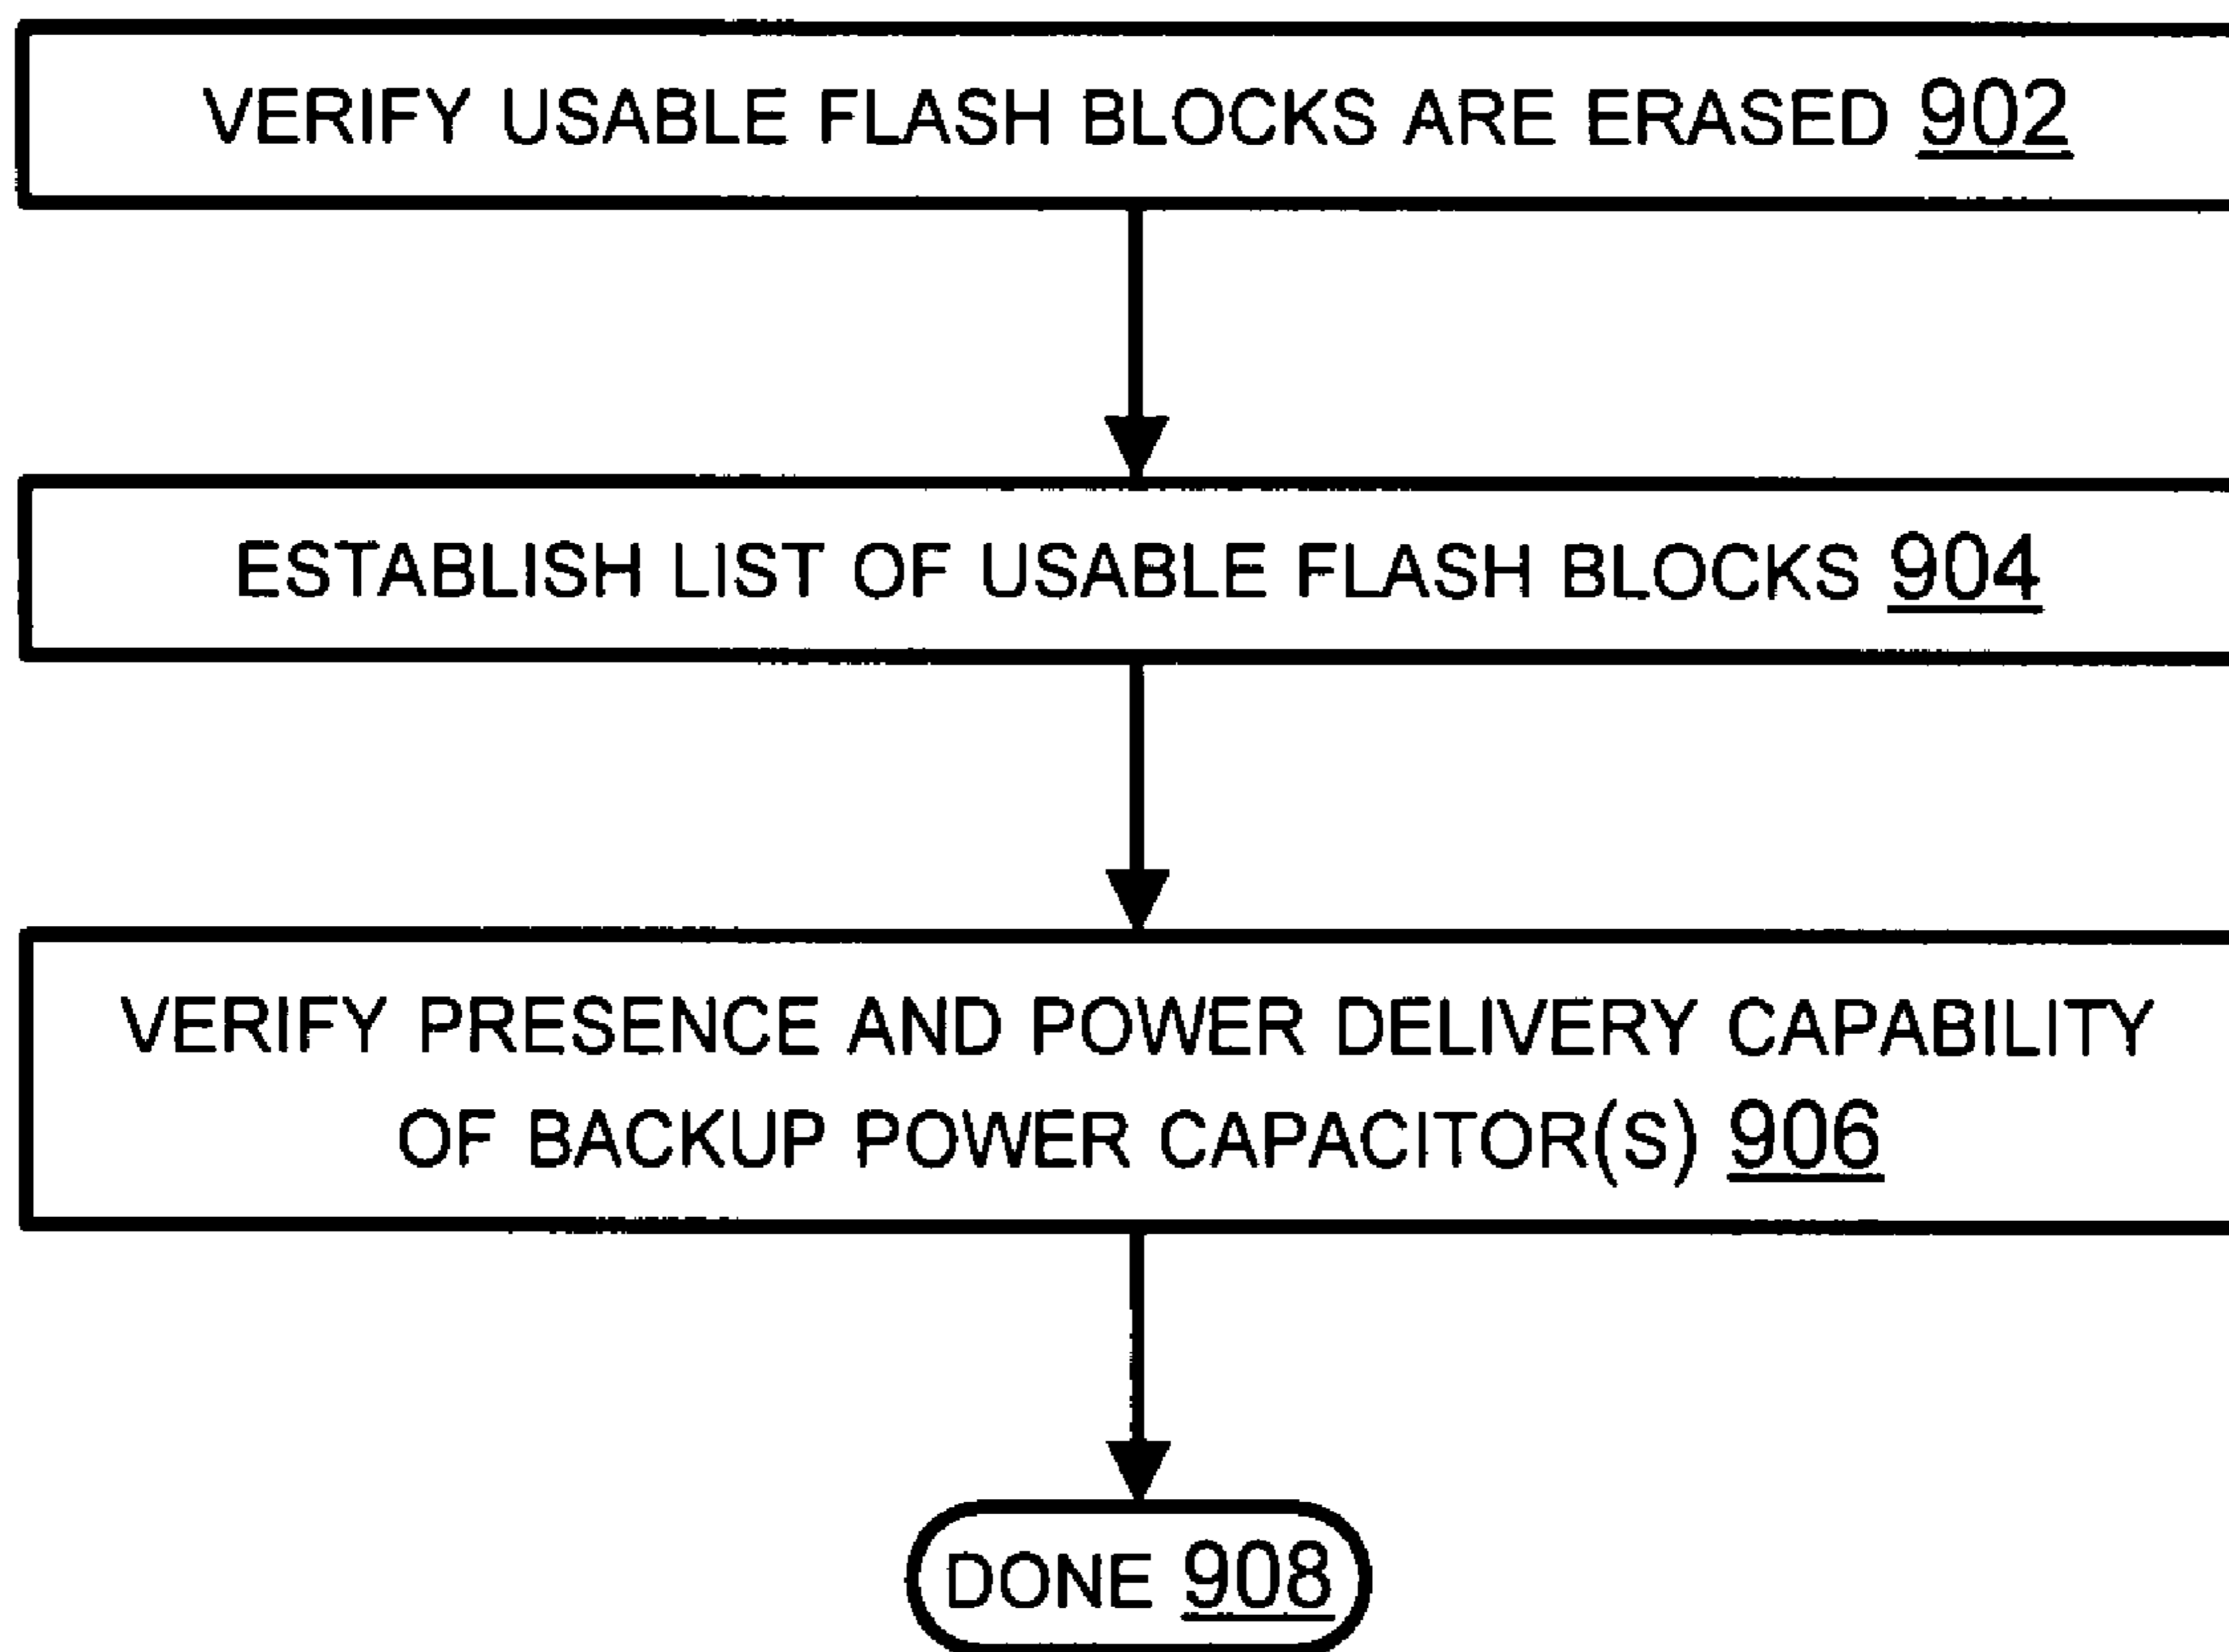 VERIFY USABLE FLASH BLOCKS ARE ERASED 902
ESTABLISH LIST OF USABLE FLASH BLOCKS 904
VERIFY PRESENCE AND POWER DELIVERY CAPABILITY
OF BACKUP POWER CAPACITOR(S) 906
DONE 908